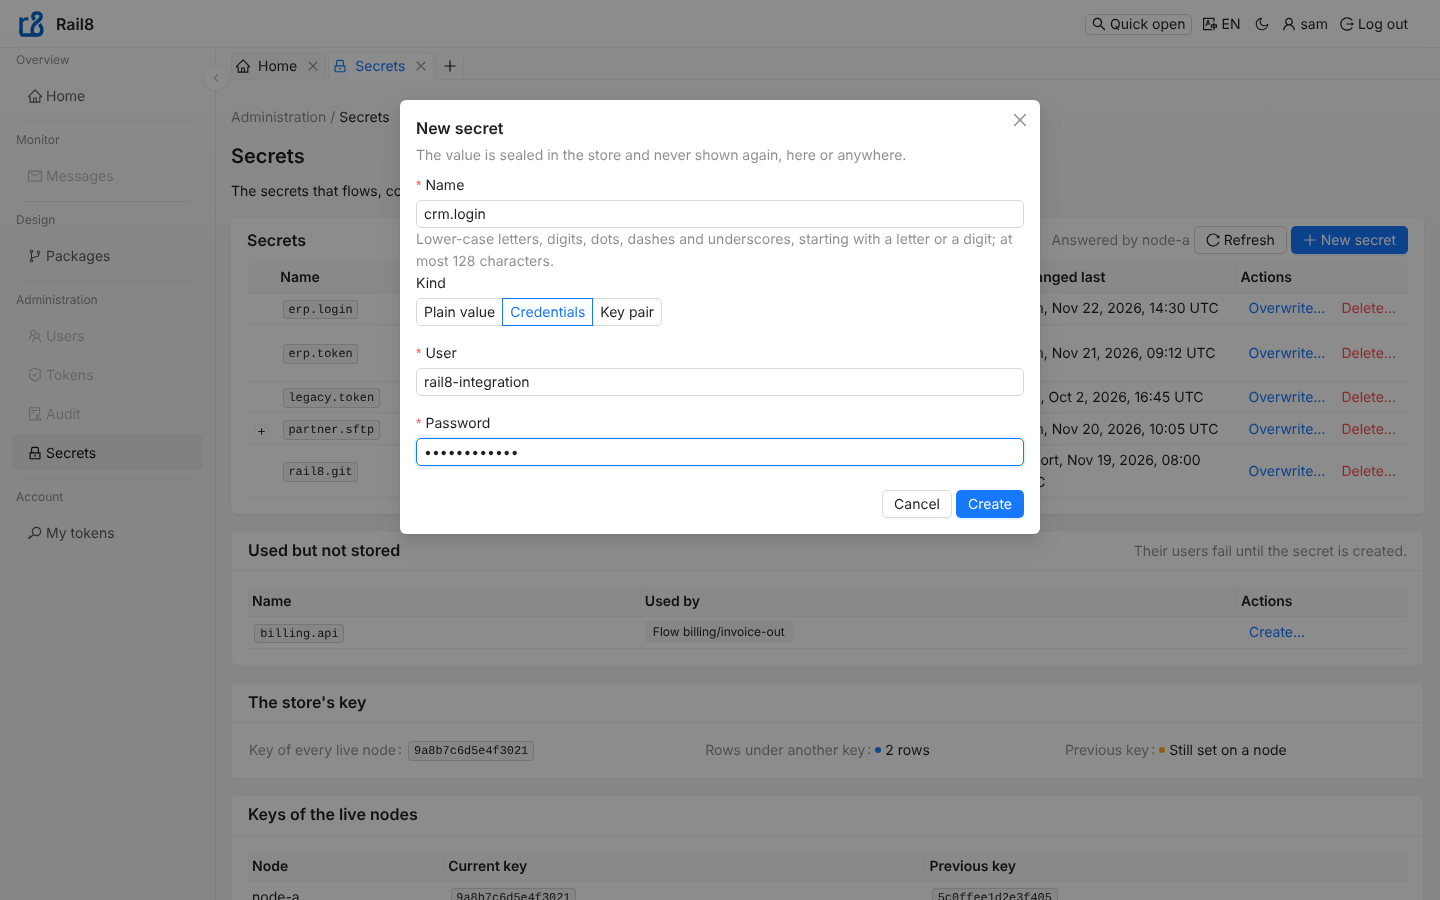 Rail8
Quick open
EN
sam
Log out
Overview
Home
Monitor
Messages
Design
Packages
Administration
Users
Tokens
Audit
Secrets
Account
My tokens
Home
Secrets
Administration / Secrets
Secrets
The secrets that flows, co
Secrets
Answered by node-a
Refresh
New secret
Name
nged last
Actions
erp.login
, Nov 22, 2026, 14:30 UTC
Overwrite...
Delete...
erp.token
, Nov 21, 2026, 09:12 UTC
Overwrite...
Delete...
legacy.token
, Oct 2, 2026, 16:45 UTC
Overwrite...
Delete...
+
partner.sftp
, Nov 20, 2026, 10:05 UTC
Overwrite...
Delete...
rail8.git
ort, Nov 19, 2026, 08:00
C
Overwrite...
Delete...
New secret
The value is sealed in the store and never shown again, here or anywhere.
* Name
crm.login
Lower-case letters, digits, dots, dashes and underscores, starting with a letter or a digit; at
most 128 characters.
Kind
Plain value
Credentials
Key pair
* User
rail8-integration
* Password
••••••••••••
Cancel
Create
Used but not stored
Their users fail until the secret is created.
Name
Used by
Actions
billing.api
Flow billing/invoice-out
Create...
The store's key
Key of every live node: 9a8b7c6d5e4f3021
Rows under another key: 2 rows
Previous key: Still set on a node
Keys of the live nodes
Node
Current key
Previous key
node-a
9a8b7c6d5e4f3021
5c0ffee1d2e3f405